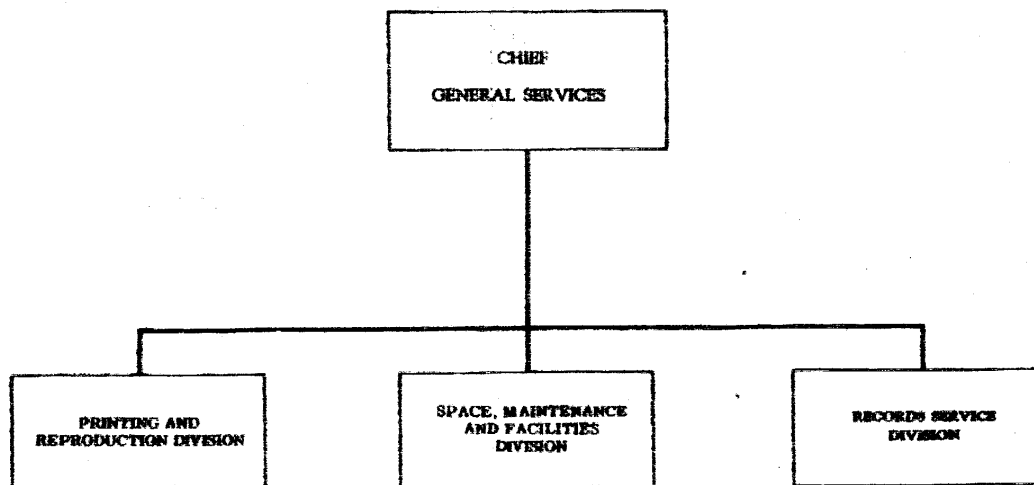 CHIEF
GENERAL SERVICES
PRINTING AND
REPRODUCTION DIVISION
SPACE, MAINTENANCE
AND FACILITIES
DIVISION
RECORDS SERVICE
DIVISION